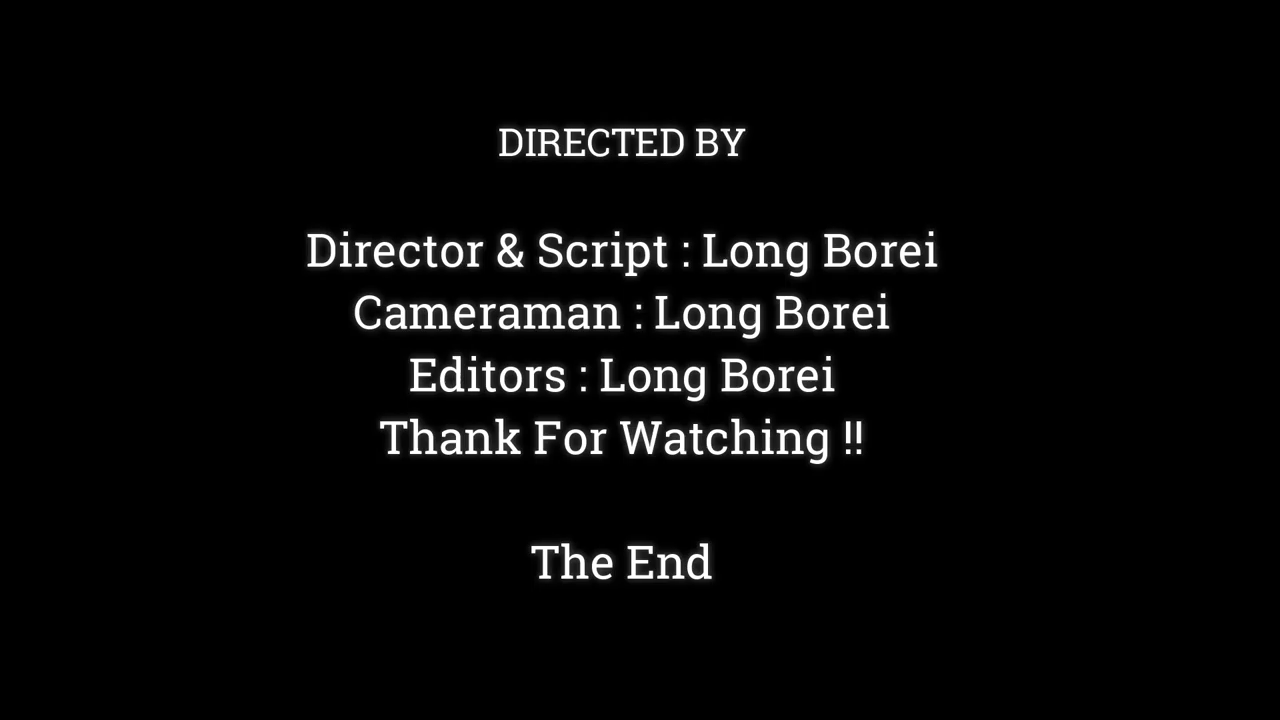 DIRECTED BY
Director & Script : Long Borei
Cameraman : Long Borei
Editors : Long Borei
Thank For Watching !!
The End